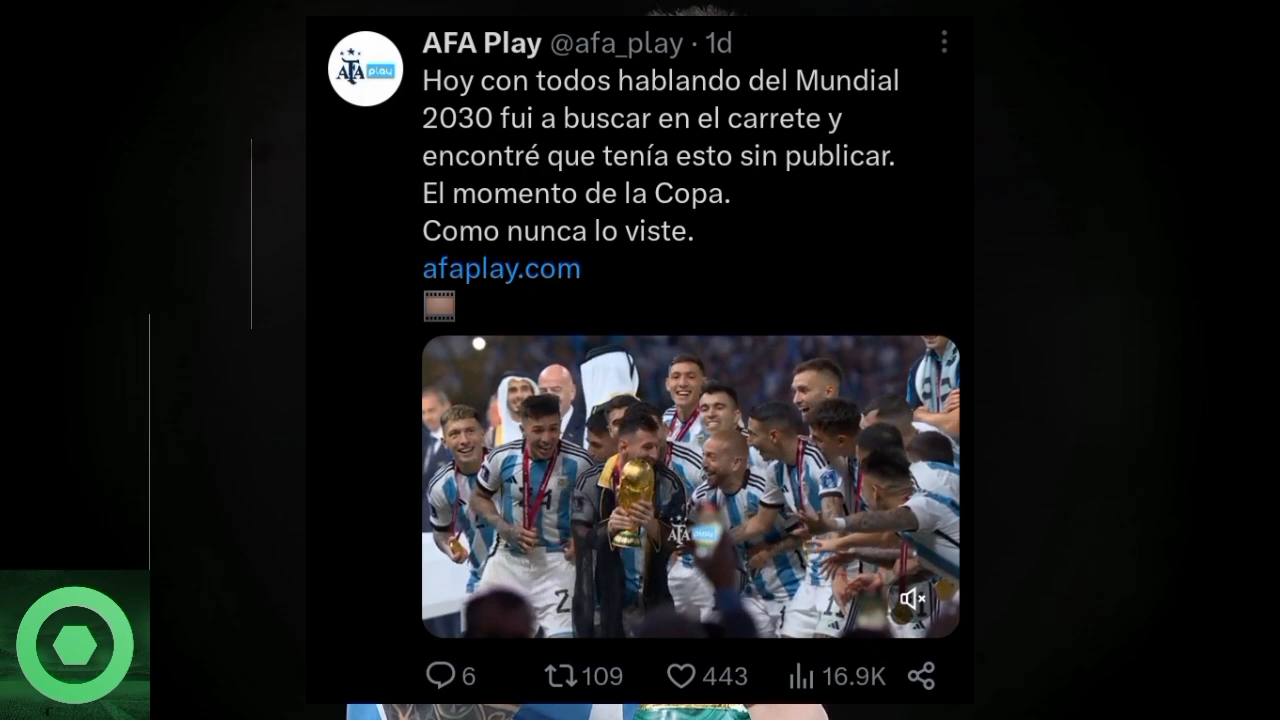 AFA Play @afa_play · 1d
AFA play
Hoy con todos hablando del Mundial
2030 fui a buscar en el carrete y
encontré que tenía esto sin publicar.
El momento de la Copa.
Como nunca lo viste.
afaplay.com
AFA play
6 109 443 16.9K